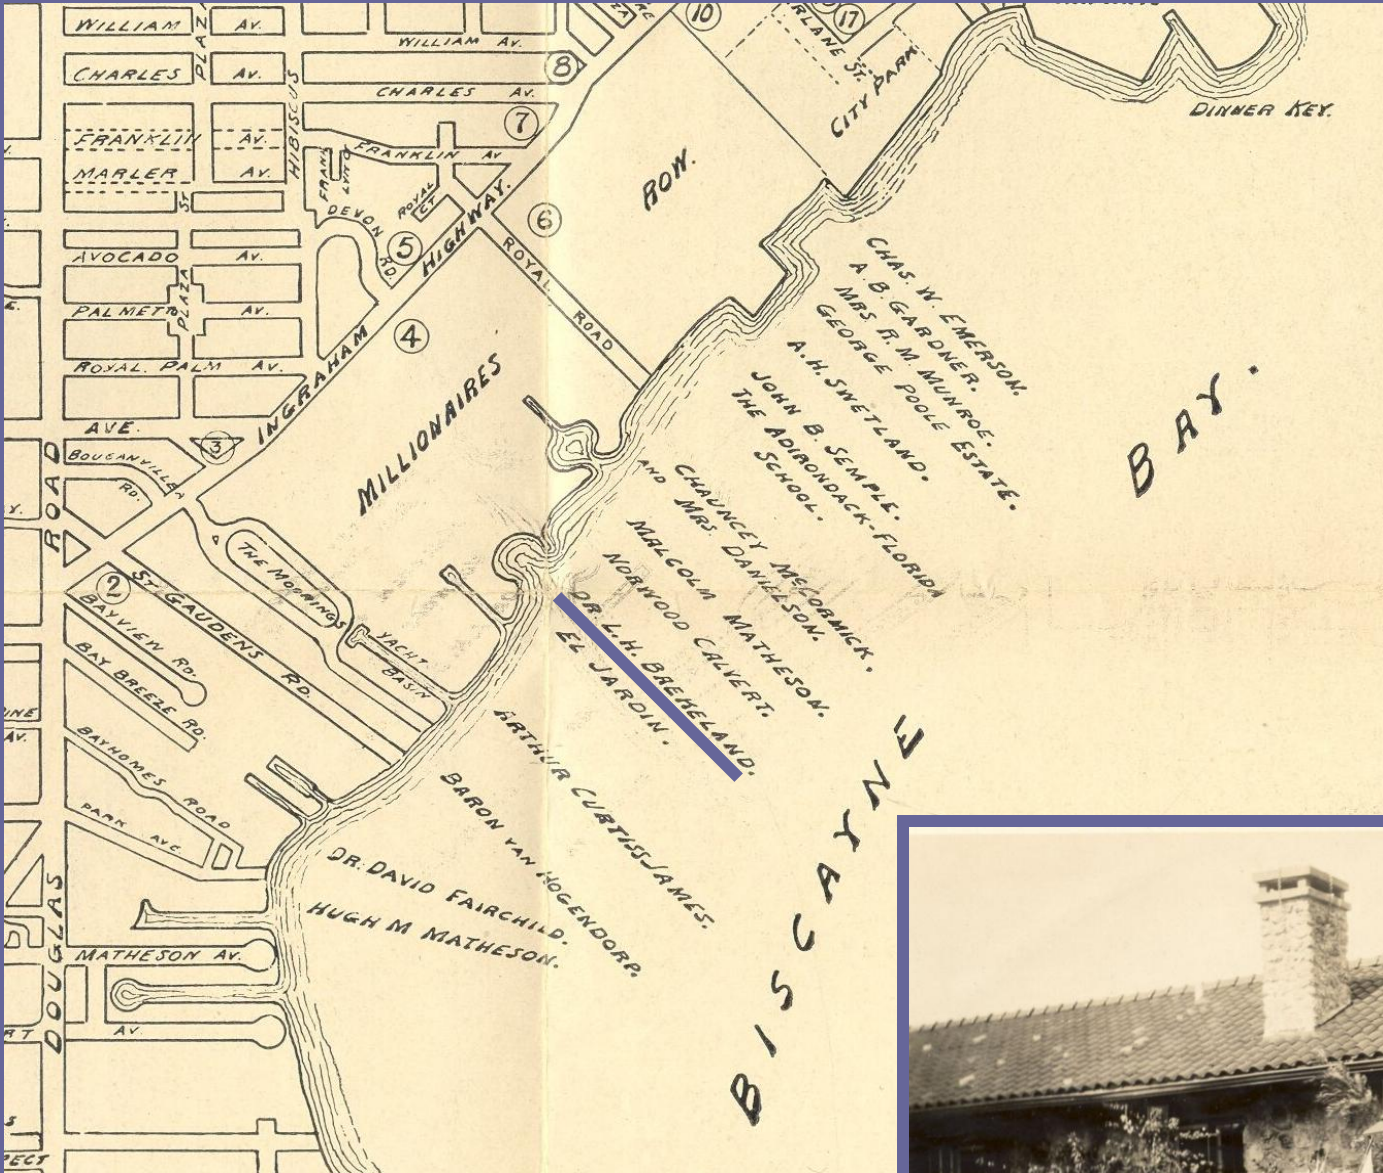 WILLIAM AV.
PLAZA
WILLIAM AV.
CHARLES AV.
8
CHARLES AV.
HIBISCUS
7
FRANKLIN AV.
FRANKLIN AV
MARLER AV.
FRANK
LYN CT
ST
DEVON RD.
ROYAL CT
5
6
ROYAL ROAD
AVOCADO AV.
PLAZA
PALMETTO AV.
4
ROYAL PALM AV.
INGRAHAM HIGHWAY.
MILLIONAIRES ROW.
10
17
CITY PARK
ST.
DINNER KEY.
AVE.
3
BOUGANVILLEA
RD.
ROAD
2
THE MOORINGS
ST GAUDENS RD.
BAYVIEW RD.
BAY BREEZE RD.
YACHT
BASIN
BAYHOMES ROAD
PARK AVE
AV.
DOUGLAS
MATHESON AV.
AV.
CHAS. W. EMERSON.
A. B. GARDNER.
MRS. R. M. MUNROE.
GEORGE POOLE ESTATE.
A. H. SWETLAND.
JOHN B. SEMPLE.
THE ADIRONDACK-FLORIDA
SCHOOL.
CHAUNCEY McCORMICK.
AND MRS. DANIELSON.
MALCOLM MATHESON.
NORWOOD CALVERT.
DR. L. H. BAEKELAND.
EL JARDIN.
ARTHUR CURTISS JAMES.
BARON VAN HOGENDORP.
DR. DAVID FAIRCHILD.
HUGH M MATHESON.
BISCAYNE BAY.